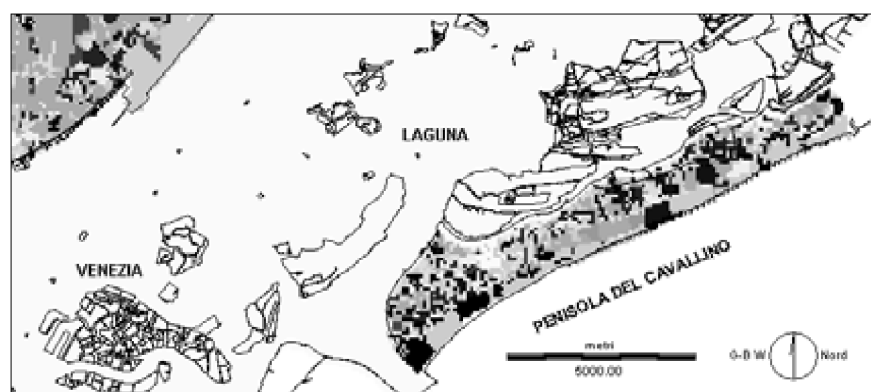 LAGUNA
VENEZIA
PENISOLA DEL CAVALLINO
metri
5000.00
G-B W
Nord